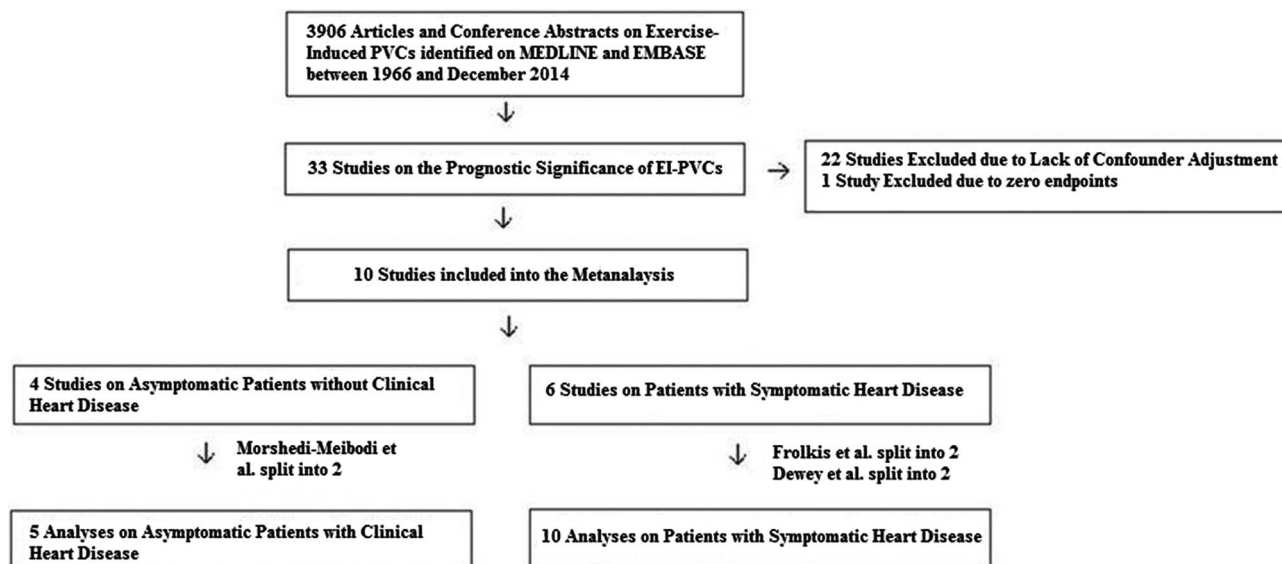 3906 Articles and Conference Abstracts on Exercise-
Induced PVCs identified on MEDLINE and EMBASE
between 1966 and December 2014
33 Studies on the Prognostic Significance of EI-PVCs
22 Studies Excluded due to Lack of Confounder Adjustment
1 Study Excluded due to zero endpoints
10 Studies included into the Metanalaysis
4 Studies on Asymptomatic Patients without Clinical
Heart Disease
6 Studies on Patients with Symptomatic Heart Disease
Morshedi-Meibodi et
al. split into 2
Frolkis et al. split into 2
Dewey et al. split into 2
5 Analyses on Asymptomatic Patients with Clinical
Heart Disease
10 Analyses on Patients with Symptomatic Heart Disease